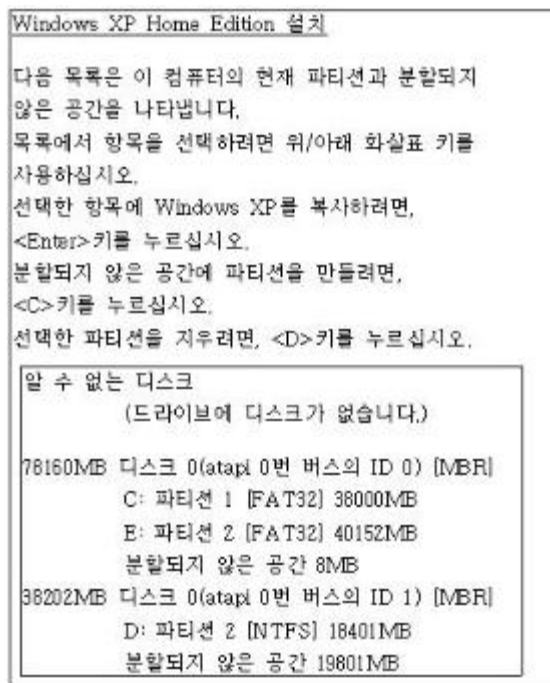 Windows XP Home Edition 설치
다음 목록은 이 컴퓨터의 현재 파티션과 분할되지
않은 공간을 나타냅니다.
목록에서 항목을 선택하려면 위/아래 화살표 키를
사용하십시오.
선택한 항목에 Windows XP를 복사하려면,
<Enter>키를 누르십시오.
분할되지 않은 공간에 파티션을 만들려면,
<C>키를 누르십시오.
선택한 파티션을 지우려면, <D>키를 누르십시오.
알 수 없는 디스크
(드라이브에 디스크가 없습니다.)
78160MB 디스크 0(atapi 0번 버스의 ID 0) [MBR]
C: 파티션 1 [FAT32] 38000MB
E: 파티션 2 [FAT32] 40152MB
분할되지 않은 공간 8MB
38202MB 디스크 0(atapi 0번 버스의 ID 1) [MBR]
D: 파티션 2 [NTFS] 18401MB
분할되지 않은 공간 19801MB